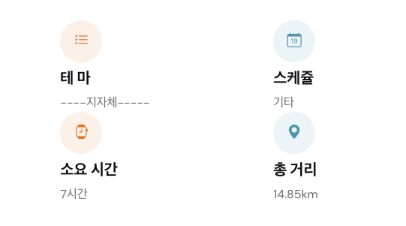 테 마
----지자체-----
스케쥴
기타
소요 시간
7시간
총 거리
14.85km